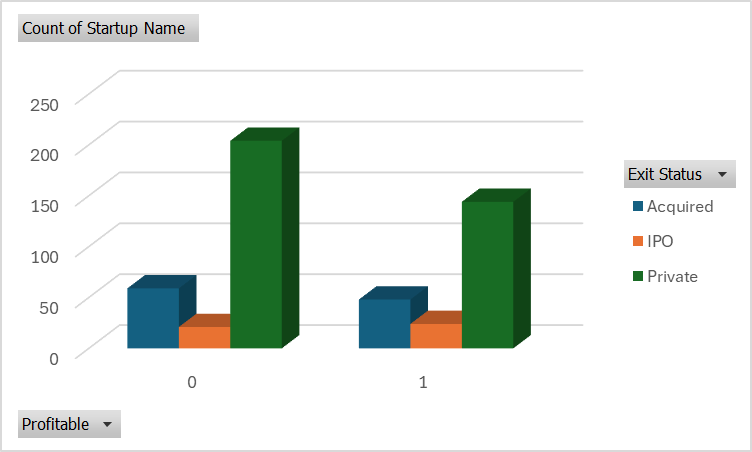 Count of Startup Name
250
200
150
100
50
0
0
1
Exit Status
Acquired
IPO
Private
Profitable